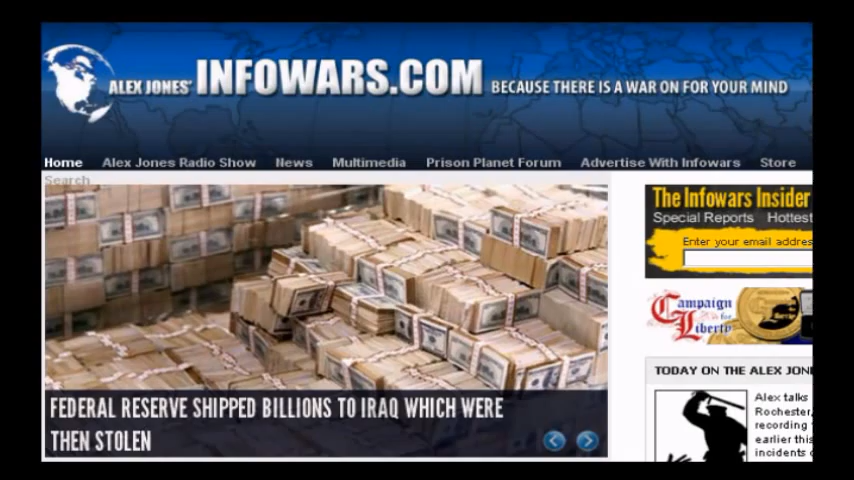 ALEX JONES' INFOWARS.COM BECAUSE THERE IS A WAR ON FOR YOUR MIND
Home Alex Jones Radio Show News Multimedia Prison Planet Forum Advertise With Infowars Store
Search
The Infowars Insider
Special Reports Hottest
Enter your email addres
Campaign
for
Liberty
FEDERAL RESERVE SHIPPED BILLIONS TO IRAQ WHICH WERE
THEN STOLEN
TODAY ON THE ALEX JON
Alex talks
Rochester,
recording
earlier this
incidents